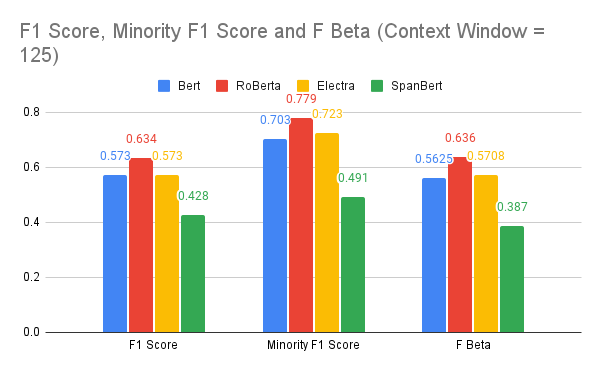 F1 Score, Minority F1 Score and F Beta (Context Window =
125)
Bert RoBerta Electra SpanBert
0.8
0.6
0.4
0.2
0.0
0.573 0.634 0.573 0.428
0.703 0.779 0.723 0.491
0.5625 0.636 0.5708 0.387
F1 Score Minority F1 Score F Beta